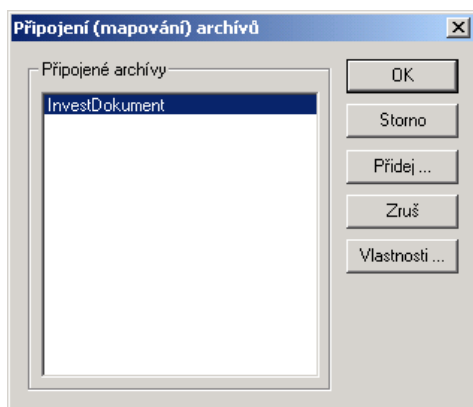 Připojení (mapování) archívů
Připojené archívy
InvestDokument
OK
Storno
Přidej ...
Zruš
Vlastnosti ...